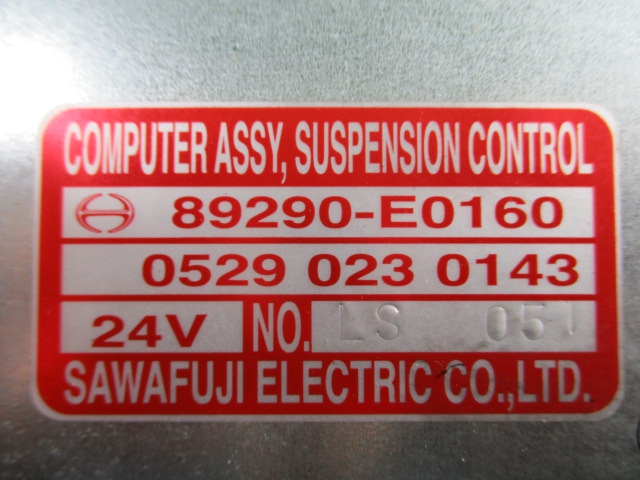 COMPUTER ASSY, SUSPENSION CONTROL
89290-E0160
0529 023 0143
24V NO. LS 051
SAWAFUJI ELECTRIC CO.,LTD.